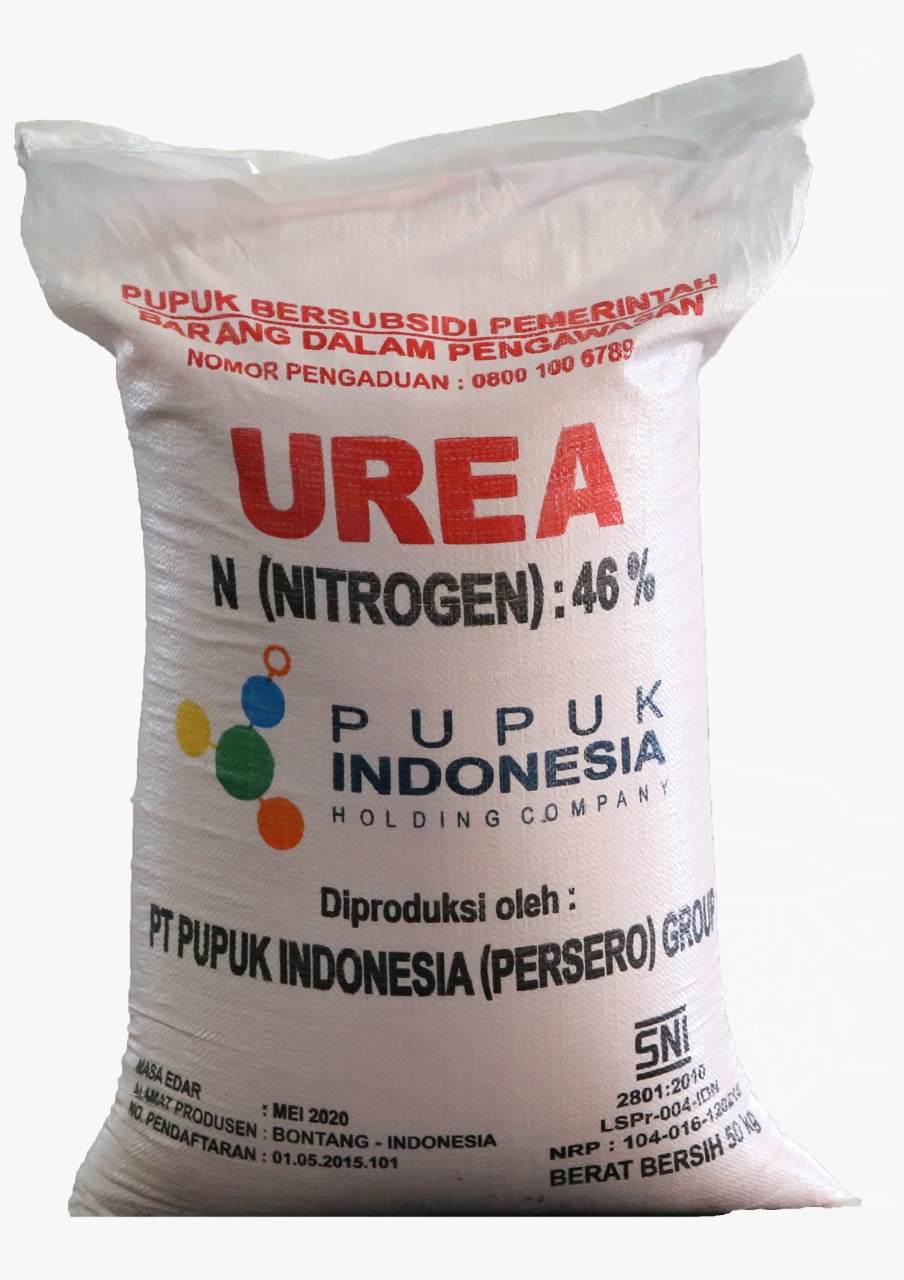 PUPUK BERSUBSIDI PEMERINTAH
BARANG DALAM PENGAWASAN
NOMOR PENGADUAN : 0800 100 6789
UREA
N (NITROGEN) : 46 %
PUPUK
INDONESIA
HOLDING COMPANY
Diproduksi oleh :
PT PUPUK INDONESIA (PERSERO) GROUP
MASA EDAR : MEI 2020
ALAMAT PRODUSEN : BONTANG - INDONESIA
NO. PENDAFTARAN : 01.05.2015.101
SNI
2801:2010
LSPr-004-IDN
NRP :
BERAT BERSIH 50 kg